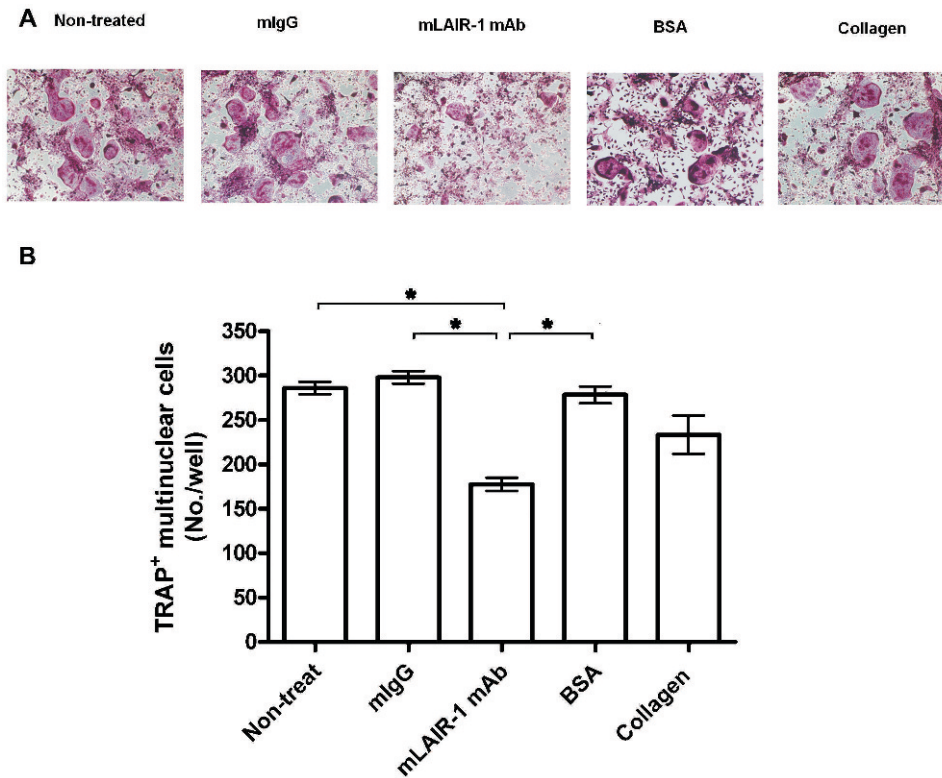 A
Non-treated mIgG mLAIR-1 mAb BSA Collagen
B
*
* *
TRAP+ multinuclear cells
(No./well)
350
300
250
200
150
100
50
0
Non-treat mIgG mLAIR-1 mAb BSA Collagen